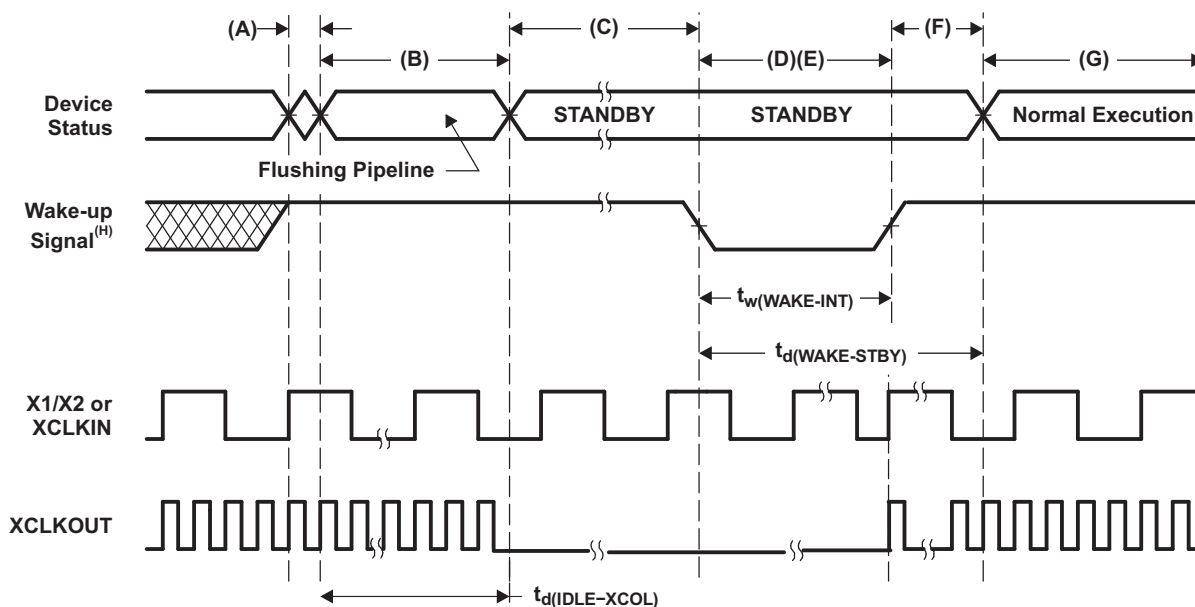 (A)
(C)
(F)
(B)
(D)(E)
(G)
Device
Status
STANDBY
STANDBY
Normal Execution
Flushing Pipeline
Wake-up
Signal(H)
tw(WAKE-INT)
td(WAKE-STBY)
X1/X2 or
XCLKIN
XCLKOUT
td(IDLE−XCOL)